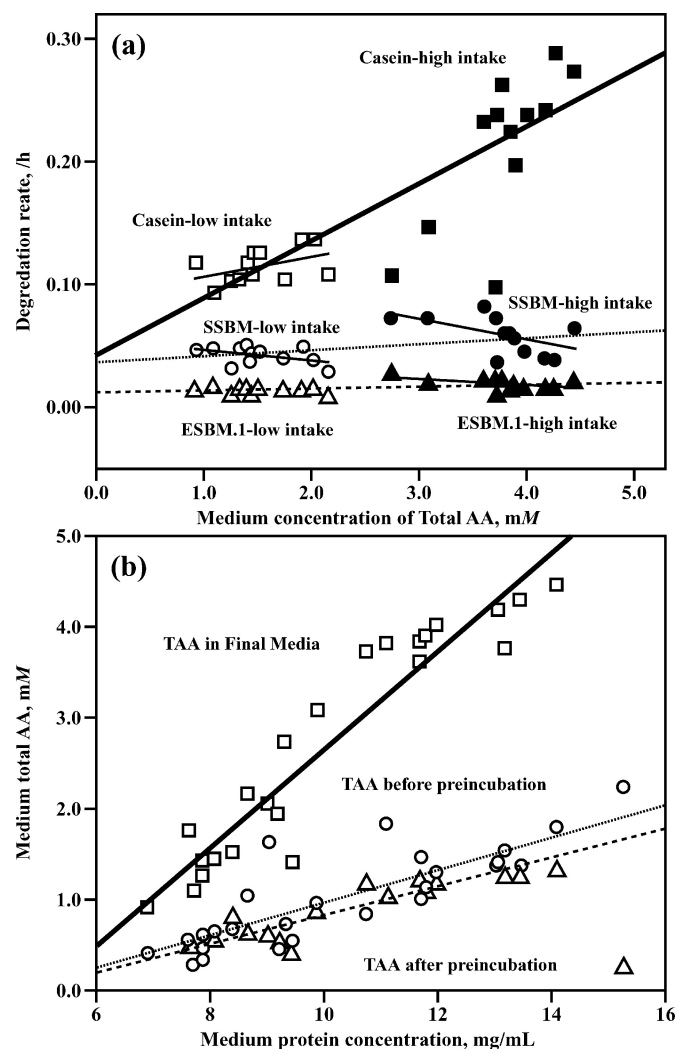 (a)
0.30
Casein-high intake
0.20
Degredation reate, /h
Casein-low intake
0.10
SSBM-high intake
SSBM-low intake
0.00
ESBM.1-low intake
ESBM.1-high intake
0.0 1.0 2.0 3.0 4.0 5.0
Medium concentration of Total AA, mM
5.0
(b)
4.0
TAA in Final Media
3.0
Medium total AA, mM
TAA before preincubation
2.0
1.0
TAA after preincubation
0.0
6 8 10 12 14 16
Medium protein concentration, mg/mL